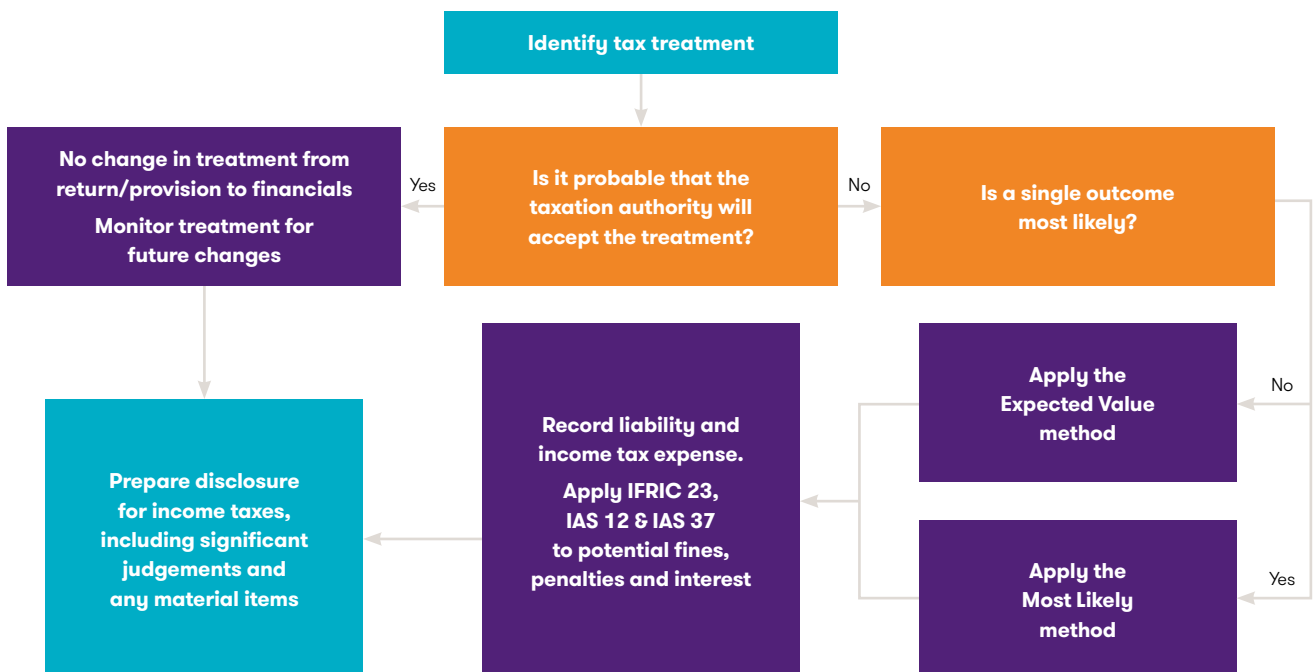 Identify tax treatment
No change in treatment from
return/provision to financials
Monitor treatment for
future changes
Yes
Is it probable that the
taxation authority will
accept the treatment?
No
Is a single outcome
most likely?
Apply the
Expected Value
method
No
Record liability and
income tax expense.
Apply IFRIC 23,
IAS 12 & IAS 37
to potential fines,
penalties and interest
Prepare disclosure
for income taxes,
including significant
judgements and
any material items
Apply the
Most Likely
method
Yes